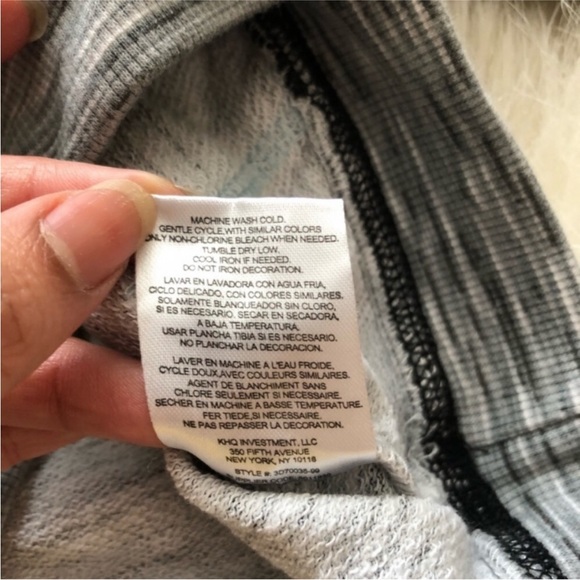 MACHINE WASH COLD.
GENTLE CYCLE,WITH SIMILAR COLORS
ONLY NON-CHLORINE BLEACH WHEN NEEDED.
TUMBLE DRY LOW.
COOL IRON IF NEEDED.
DO NOT IRON DECORATION.
LAVAR EN LAVADORA CON AGUA FRIA,
CICLO DELICADO, CON COLORES SIMILARES.
SOLAMENTE BLANQUEADOR SIN CLORO,
SI ES NECESARIO. SECAR EN SECADORA,
A BAJA TEMPERATURA.
USAR PLANCHA TIBIA SI ES NECESARIO.
NO PLANCHAR LA DECORACION.
LAVER EN MACHINE A L'EAU FROIDE,
CYCLE DOUX,AVEC COULEURS SIMILAIRES.
AGENT DE BLANCHIMENT SANS
CHLORE SEULEMENT SI NECESSAIRE.
SECHER EN MACHINE A BASSE TEMPERATURE.
FER TIEDE,SI NECESSAIRE.
NE PAS REPASSER LA DECORATION.
KHQ INVESTMENT, LLC
350 FIFTH AVENUE
NEW YORK, NY 10118
STYLE #: 3D70035-99